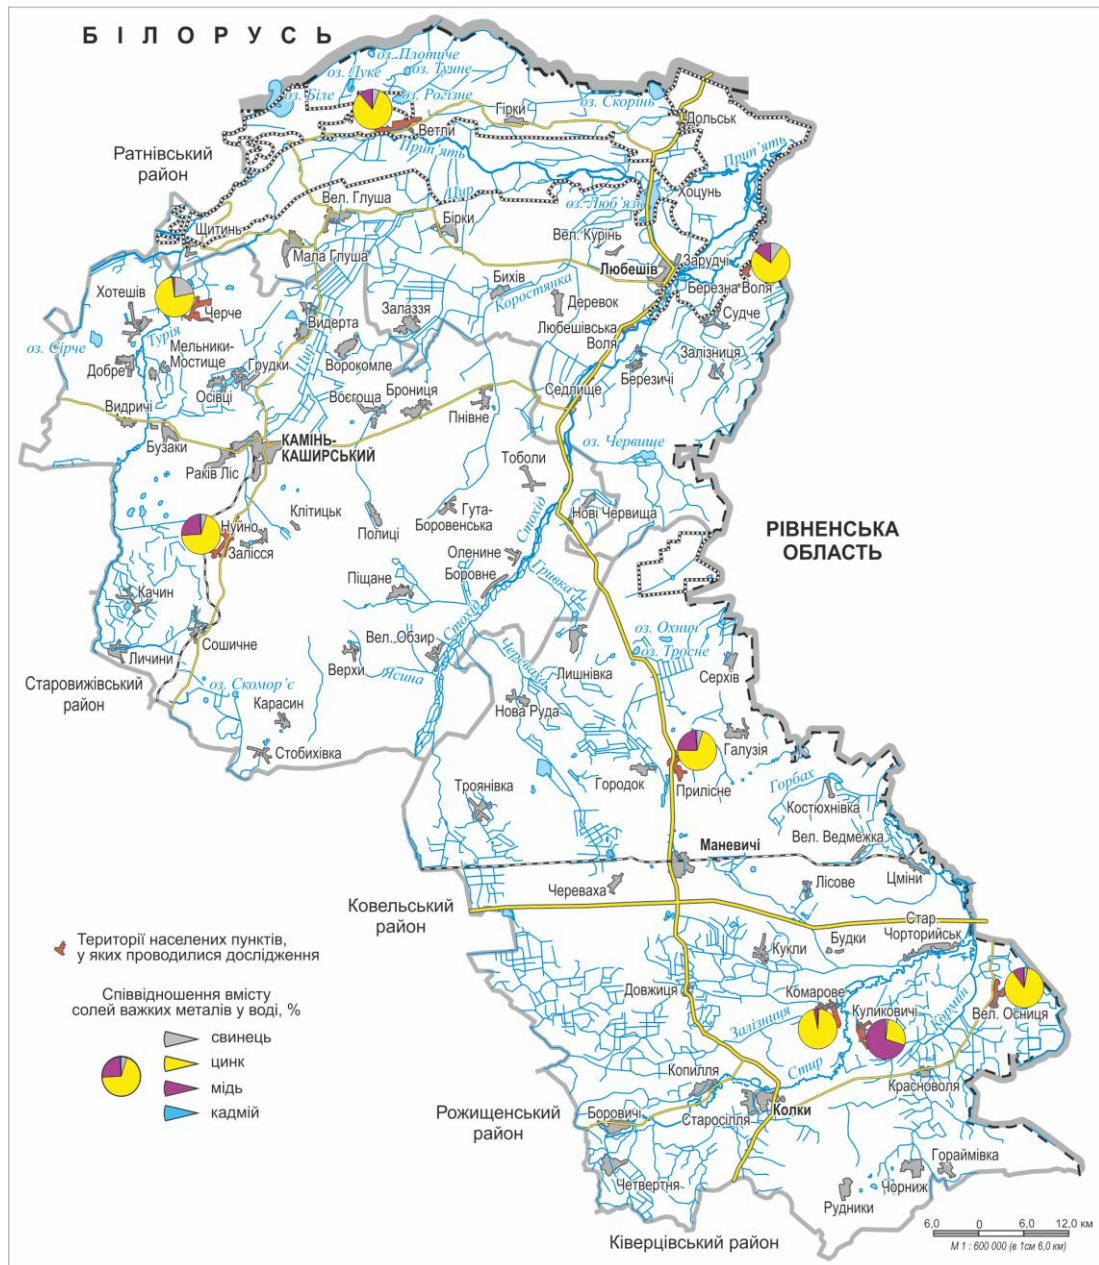 БІЛОРУСЬ
оз. Плотиче
оз. Луке
оз. Тучне
оз. Біле
оз. Рогізне
оз. Скорінь
Гірки
Дольськ
Ветли
Прип'ять
Прип'ять
Ратнівський
район
Цир
Хоцунь
Вел. Глуша
оз. Люб'язь
Щитинь
Бірки
Вел. Курінь
Мала Глуша
Зарудчі
Любешів
Хотешів
Бихів
Березна Воля
Коростянка
Деревок
Черче
Залаззя
Судче
Видерта
Любешівська
Воля
Турія
оз. Сірче
Цир
Мельники-
Мостище
Залізниця
Добре
Грудки
Ворокомле
Березичі
Осівці
Воєгоща
Брониця
Седлище
Видричі
Пнівне
Бузаки
КАМІНЬ-
КАШИРСЬКИЙ
оз. Червище
Раків Ліс
Тоболи
Клітицьк
Гута-
Боровенська
Нові Червища
Нуйно
Полиці
Стохід
РІВНЕНСЬКА
ОБЛАСТЬ
Залісся
Оленине
Піщане
Боровне
Гривка
Качин
Стохід
оз. Охнич
Сошичне
Вел. Обзир
Череваха
оз. Тросне
Личини
Верхи
Ясина
Лишнівка
Серхів
Старовижівський
район
оз. Скомор'є
Карасин
Нова Руда
Стобихівка
Галузія
Городок
Прилісне
Горбах
Троянівка
Костюхнівка
Вел. Ведмежка
Маневичі
Череваха
Лісове
Цміни
Ковельський
район
Стар.
Чорторийськ
Будки
Кукли
Території населених пунктів,
у яких проводилися дослідження
Довжиця
Комарове
Куликовичі
Кормин
Вел. Осниця
Співвідношення вмісту
солей важких металів у воді, %
Залізниця
свинець
цинк
Стир
мідь
Копилля
Красноволя
кадмій
Рожищенський
район
Боровичі
Старосілля
Колки
Четвертня
Гораймівка
Чорниж
Рудники
Ківерцівський район
6,0 0 6,0 12,0 км
М 1 : 600 000 (в 1см 6,0 км)